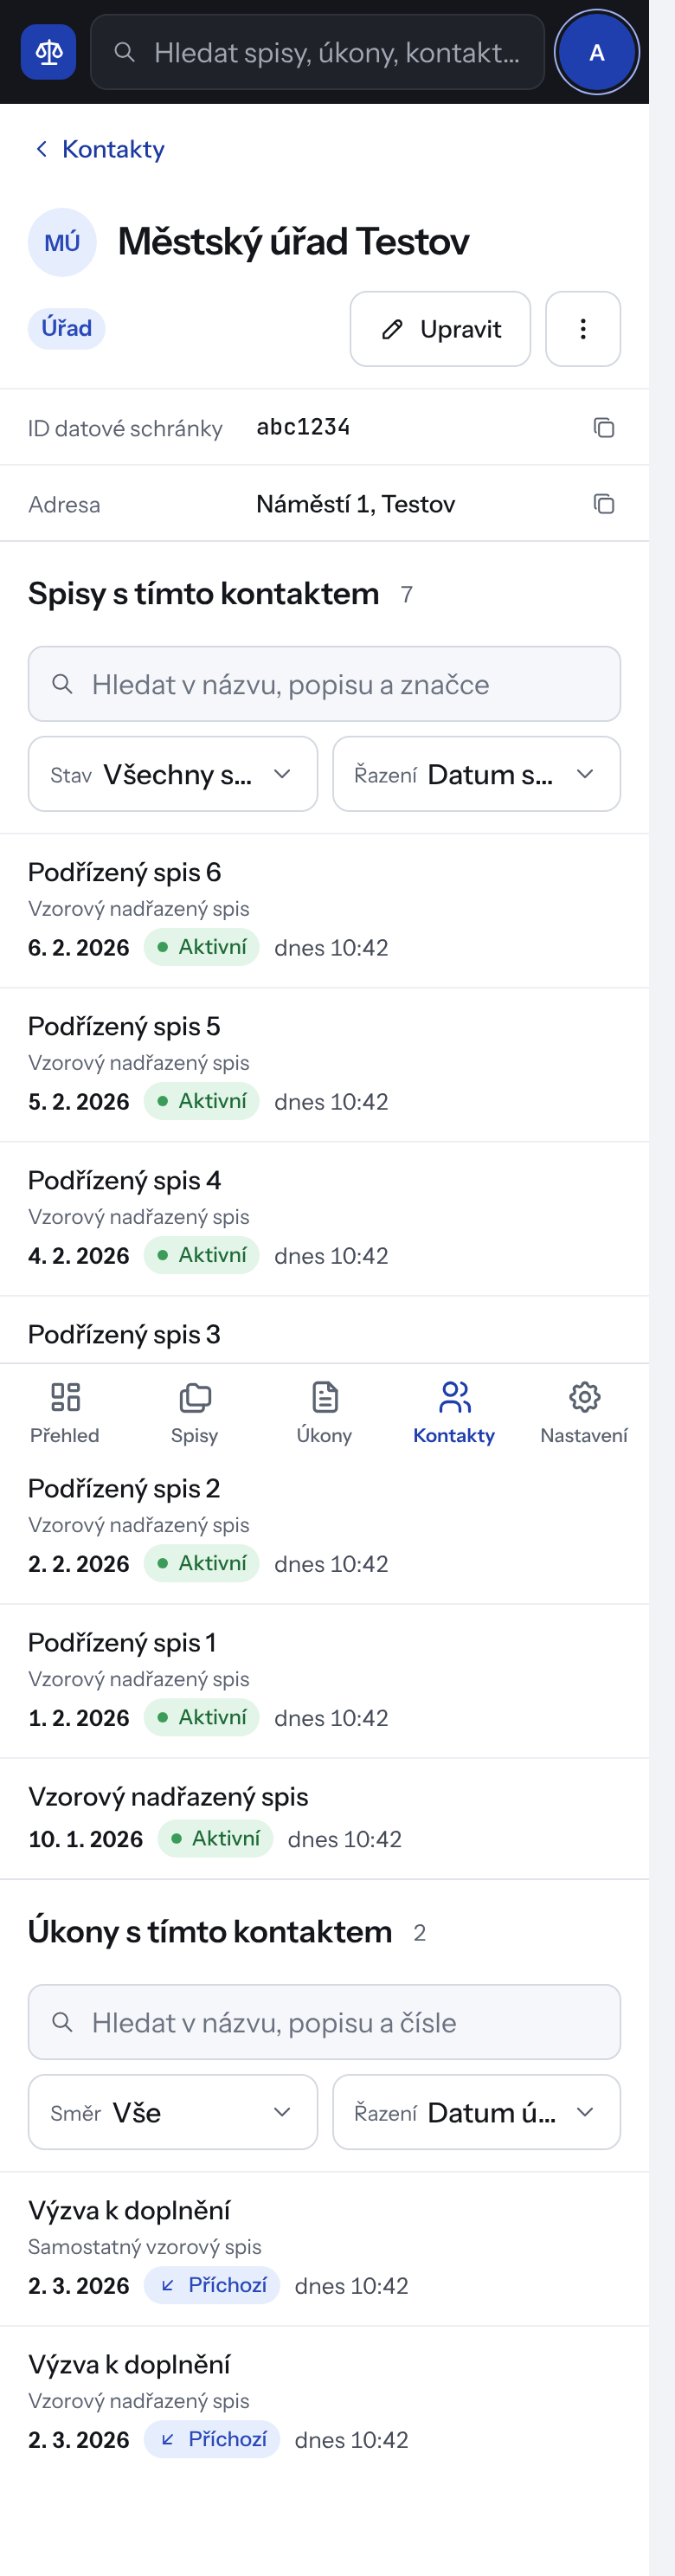 Hledat spisy, úkony, kontakt...
A
Kontakty
MÚ
Městský úřad Testov
Úřad
Upravit
ID datové schránky abc1234
Adresa Náměstí 1, Testov
Spisy s tímto kontaktem 7
Hledat v názvu, popisu a značce
Stav Všechny s...
Řazení Datum s...
Podřízený spis 6
Vzorový nadřazený spis
6. 2. 2026 Aktivní dnes 10:42
Podřízený spis 5
Vzorový nadřazený spis
5. 2. 2026 Aktivní dnes 10:42
Podřízený spis 4
Vzorový nadřazený spis
4. 2. 2026 Aktivní dnes 10:42
Podřízený spis 3
Přehled Spisy Úkony Kontakty Nastavení
Podřízený spis 2
Vzorový nadřazený spis
2. 2. 2026 Aktivní dnes 10:42
Podřízený spis 1
Vzorový nadřazený spis
1. 2. 2026 Aktivní dnes 10:42
Vzorový nadřazený spis
10. 1. 2026 Aktivní dnes 10:42
Úkony s tímto kontaktem 2
Hledat v názvu, popisu a čísle
Směr Vše
Řazení Datum ú...
Výzva k doplnění
Samostatný vzorový spis
2. 3. 2026 Příchozí dnes 10:42
Výzva k doplnění
Vzorový nadřazený spis
2. 3. 2026 Příchozí dnes 10:42